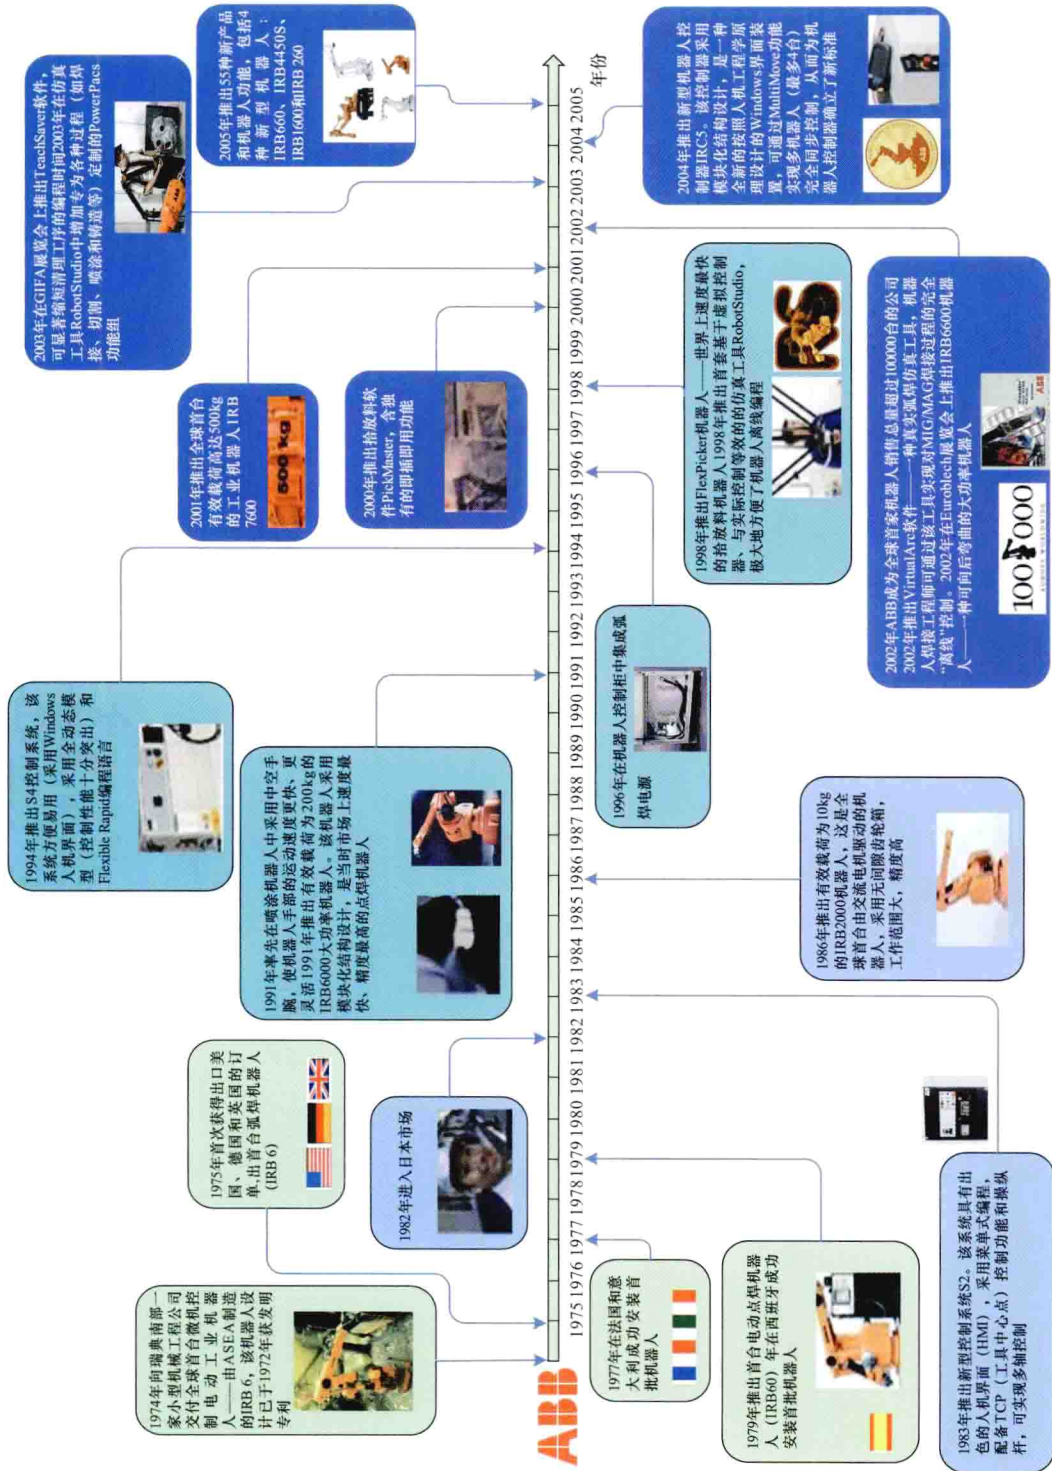 1974年向瑞典南部一
家小型机械工程公司
交付全球首台微机控
制电动工业机器
人——由ASEA制造
的IRB 6，该机器人设
计已于1972年获发明
专利
1975年首次获得出口美
国、德国和英国的订
单,出首台弧焊机器人
(IRB 6)
1982年进入日本市场
1991年率先在喷涂机器人中采用中空手
腕，使机器人手部的运动速度更快、更
灵活1991年推出有效载荷为200kg的
IRB6000大功率机器人。该机器人采用
模块化结构设计，是当时市场上速度最
快、精度最高的点焊机器人
1994年推出S4控制系统，该
系统方便易用（采用Windows
人机界面），采用全动态模
型（控制性能十分突出）和
Flexible Rapid编程语言
2000年推出拾放料软
件PickMaster，含独
有的即插即用功能
2001年推出全球首台
有效载荷高达500kg
的工业机器人IRB
7600
500 kg
2003年在GIFA展览会上推出TeachSaver软件，
可显著缩短清理工序的编程时间2003年在仿真
工具RobotStudio中增加专为各种过程（如焊
接、切割、喷涂和铸造等）定制的PowerPacs
功能组
2005年推出55种新产品
和机器人功能，包括4
种新型机器人：
IRB660、IRB4450S、
IRB1600和IRB 260
ABB
1975 1976 1977 1978 1979 1980 1981 1982 1983 1984 1985 1986 1987 1988 1989 1990 1991 1992 1993 1994 1995 1996 1997 1998 1999 2000 2001 2002 2003 2004 2005
年份
1977年在法国和意
大利成功安装首
批机器人
1979年推出首台电动点焊机器
人（IRB60）年在西班牙成功
安装首批机器人
1983年推出新型控制系统S2。该系统具有出
色的人机界面（HMI），采用菜单式编程，
配备TCP（工具中心点）控制功能和操纵
杆，可实现多轴控制
1986年推出有效载荷为10kg
的IRB2000机器人，这是全
球首台由交流电机驱动的机
器人，采用无间隙齿轮箱，
工作范围大，精度高
1996年在机器人控制柜中集成弧
焊电源
1998年推出FlexPicker机器人——世界上速度最快
的拾放料机器人1998年推出首套基于虚拟控制
器、与实际控制等效的的仿真工具RobotStudio，
极大地方便了机器人离线编程
RS
2002年ABB成为全球首家机器人销售总量超过100000台的公司
2002年推出VirtualArc软件——一种真实弧焊仿真工具，机器
人焊接工程师可通过该工具实现对MIG/MAG焊接过程的完全
“离线”控制。2002年在Euroblech展览会上推出IRB6600机器
人——一种可向后弯曲的大功率机器人
100 000
ABB
2004年推出新型机器人控
制器IRC5。该控制器采用
模块化结构设计，是一种
全新的按照人机工程学原
理设计的Windows界面装
置，可通过MultiMove功能
实现多机器人（最多4台）
完全同步控制，从而为机
器人控制器确立了新标准